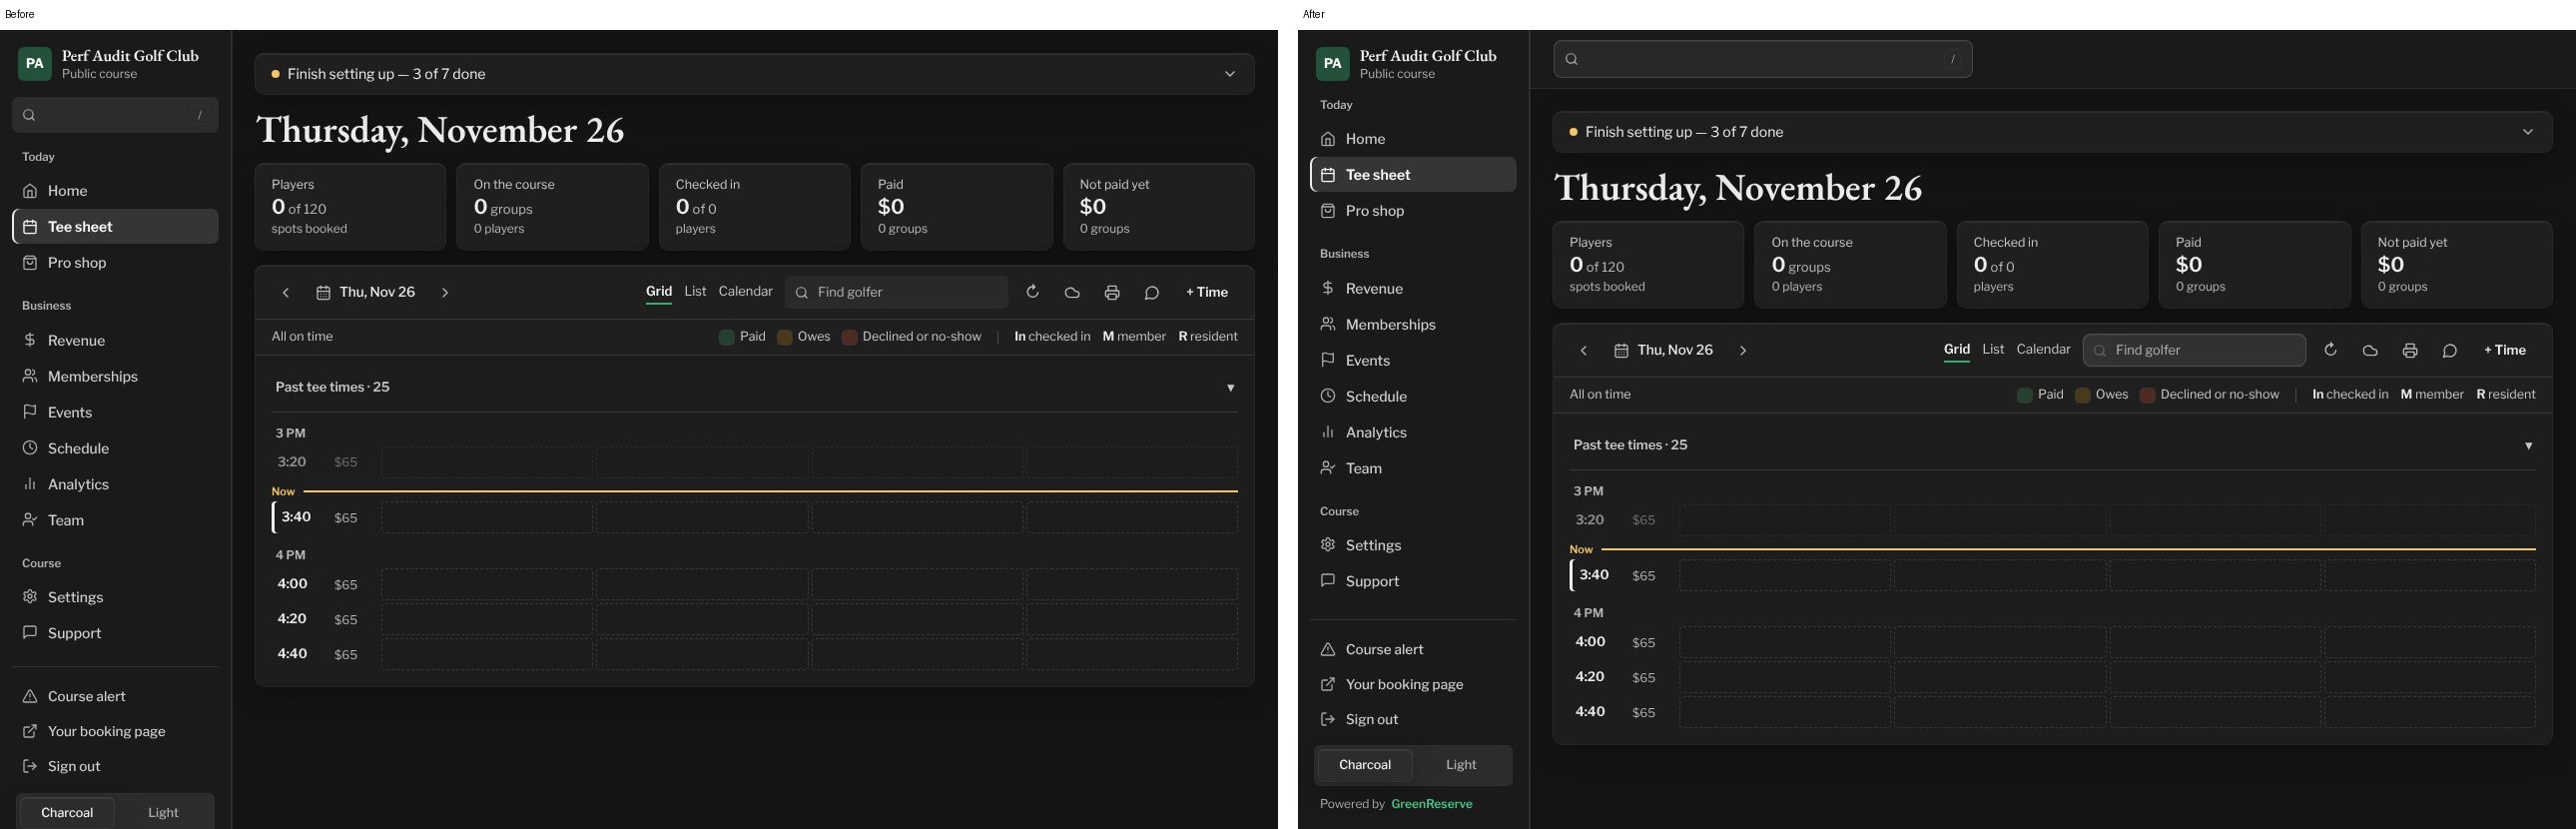 Before
PA
Perf Audit Golf Club
Public course
/
Today
Home
Tee sheet
Pro shop
Business
Revenue
Memberships
Events
Schedule
Analytics
Team
Course
Settings
Support
Course alert
Your booking page
Sign out
Charcoal Light
Finish setting up — 3 of 7 done
Thursday, November 26
Players
0 of 120
spots booked
On the course
0 groups
0 players
Checked in
0 of 0
players
Paid
$0
0 groups
Not paid yet
$0
0 groups
Thu, Nov 26 Grid List Calendar Find golfer + Time
All on time Paid Owes Declined or no-show In checked in M member R resident
Past tee times · 25
3 PM
3:20 $65
Now
3:40 $65
4 PM
4:00 $65
4:20 $65
4:40 $65
After
PA
Perf Audit Golf Club
Public course
Today
Home
Tee sheet
Pro shop
Business
Revenue
Memberships
Events
Schedule
Analytics
Team
Course
Settings
Support
Course alert
Your booking page
Sign out
Charcoal Light
Powered by GreenReserve
/
Finish setting up — 3 of 7 done
Thursday, November 26
Players
0 of 120
spots booked
On the course
0 groups
0 players
Checked in
0 of 0
players
Paid
$0
0 groups
Not paid yet
$0
0 groups
Thu, Nov 26 Grid List Calendar Find golfer + Time
All on time Paid Owes Declined or no-show In checked in M member R resident
Past tee times · 25
3 PM
3:20 $65
Now
3:40 $65
4 PM
4:00 $65
4:20 $65
4:40 $65